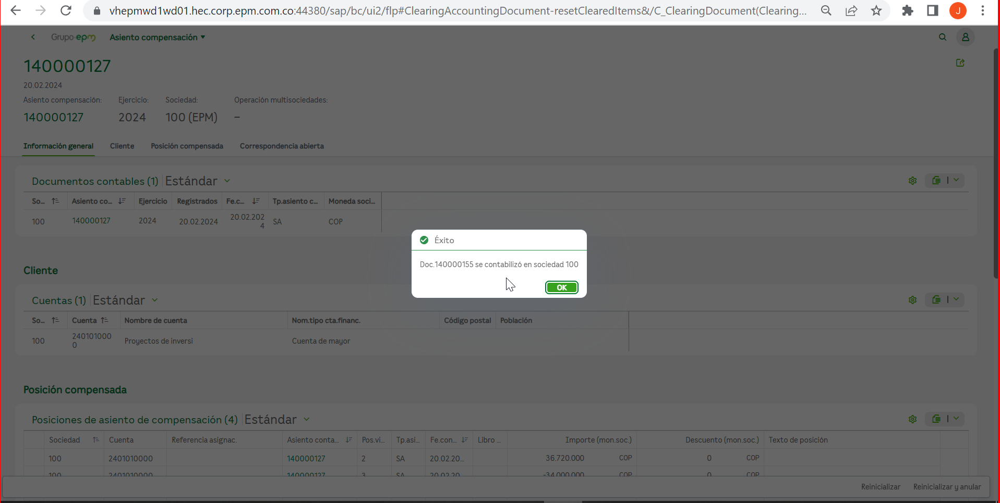 vhepmwd1wd01.hec.corp.epm.com.co:44380/sap/bc/ui2/flp#ClearingAccountingDocument-resetClearedItems&/C_ClearingDocument(Clearing...
J
Grupo·epm Asiento compensación
140000127
20.02.2024
Asiento compensación: Ejercicio: Sociedad: Operación multisociedades:
140000127 2024 100 (EPM) –
Información general Cliente Posición compensada Correspondencia abierta
Documentos contables (1) Estándar
So... Asiento co... Ejercicio Registrados Fe.c... Tp.asiento c... Moneda soci...
100 140000127 2024 20.02.2024 20.02.202
4 SA COP
Éxito
Doc.140000155 se contabilizó en sociedad 100
OK
Cliente
Cuentas (1) Estándar
So... Cuenta Nombre de cuenta Nom.tipo cta.financ. Código postal Población
100 240101000
0 Proyectos de inversi Cuenta de mayor
Posición compensada
Posiciones de asiento de compensación (4) Estándar
Sociedad Cuenta Referencia asignac. Asiento conta... Pos.vi... Tp.asi... Fe.con... Libro ... Importe (mon.soc.) Descuento (mon.soc.) Texto de posición
100 2401010000 140000127 2 SA 20.02.20... 36.720.000 COP 0 COP
100 2401010000 140000127 3 SA 20.02.20... -34.000.000 COP 0 COP
Reinicializar Reinicializar y anular